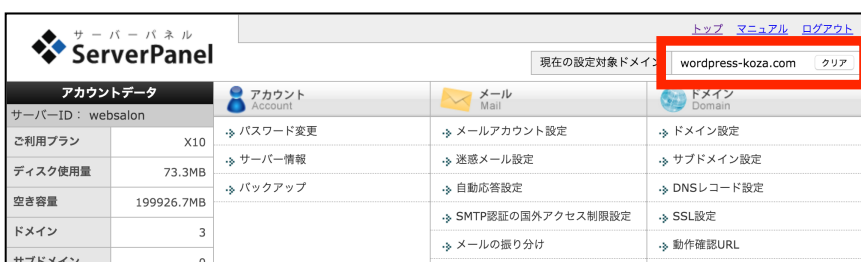 サーバーパネル
ServerPanel
トップ マニュアル ログアウト
現在の設定対象ドメイン wordpress-koza.com クリア
アカウントデータ
サーバーID： websalon
ご利用プラン X10
ディスク使用量 73.3MB
空き容量 199926.7MB
ドメイン 3
サブドメイン 0
アカウント
Account
パスワード変更
サーバー情報
バックアップ
メール
Mail
メールアカウント設定
迷惑メール設定
自動応答設定
SMTP認証の国外アクセス制限設定
メールの振り分け
ドメイン
Domain
ドメイン設定
サブドメイン設定
DNSレコード設定
SSL設定
動作確認URL